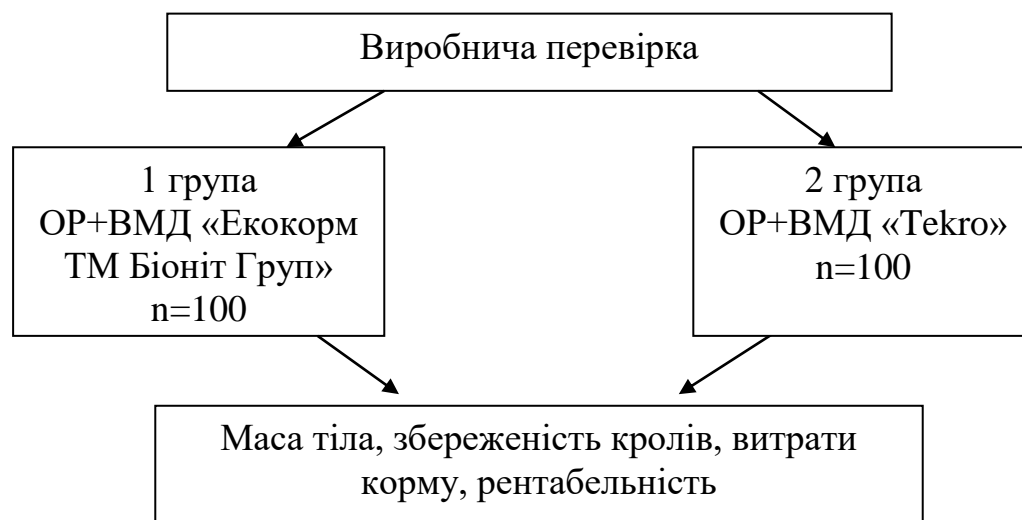 Виробнича перевірка
1 група
ОР+ВМД «Екокорм
ТМ Біоніт Груп»
n=100
2 група
ОР+ВМД «Tekro»
n=100
Маса тіла, збереженість кролів, витрати
корму, рентабельність